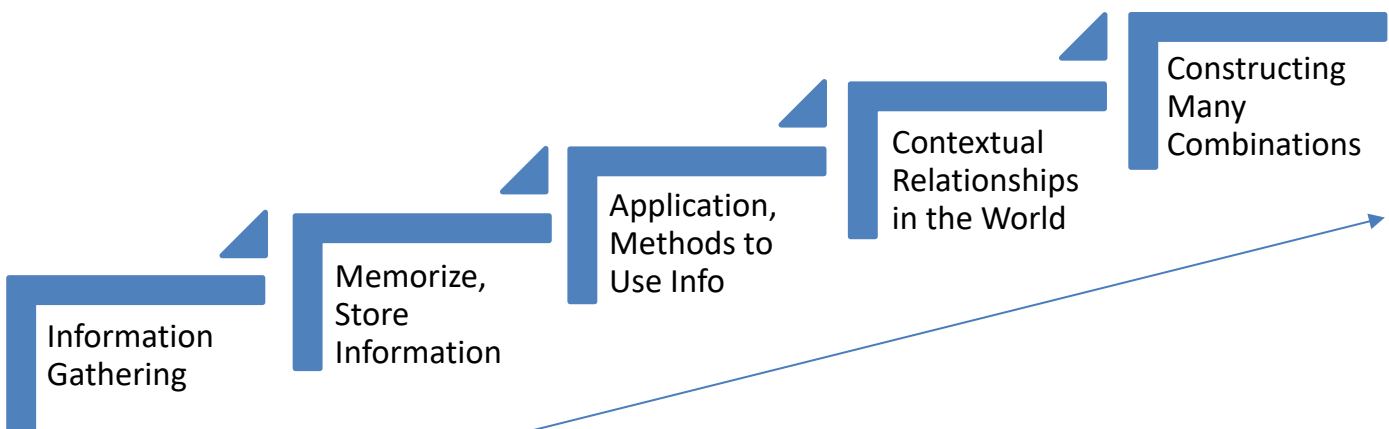 Information
Gathering
Memorize,
Store
Information
Application,
Methods to
Use Info
Contextual
Relationships
in the World
Constructing
Many
Combinations